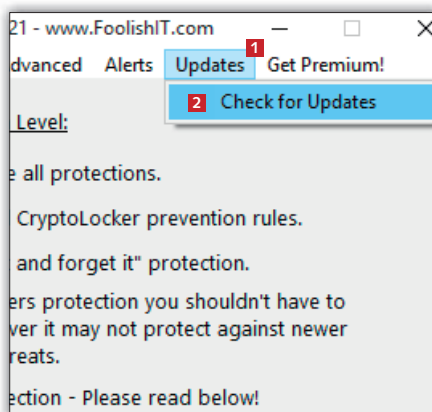 21 - www.FoolishIT.com
1
dvanced Alerts Updates Get Premium!
2 Check for Updates
Level:
e all protections.
CryptoLocker prevention rules.
and forget it" protection.
ers protection you shouldn't have to
ver it may not protect against newer
reats.
ection - Please read below!